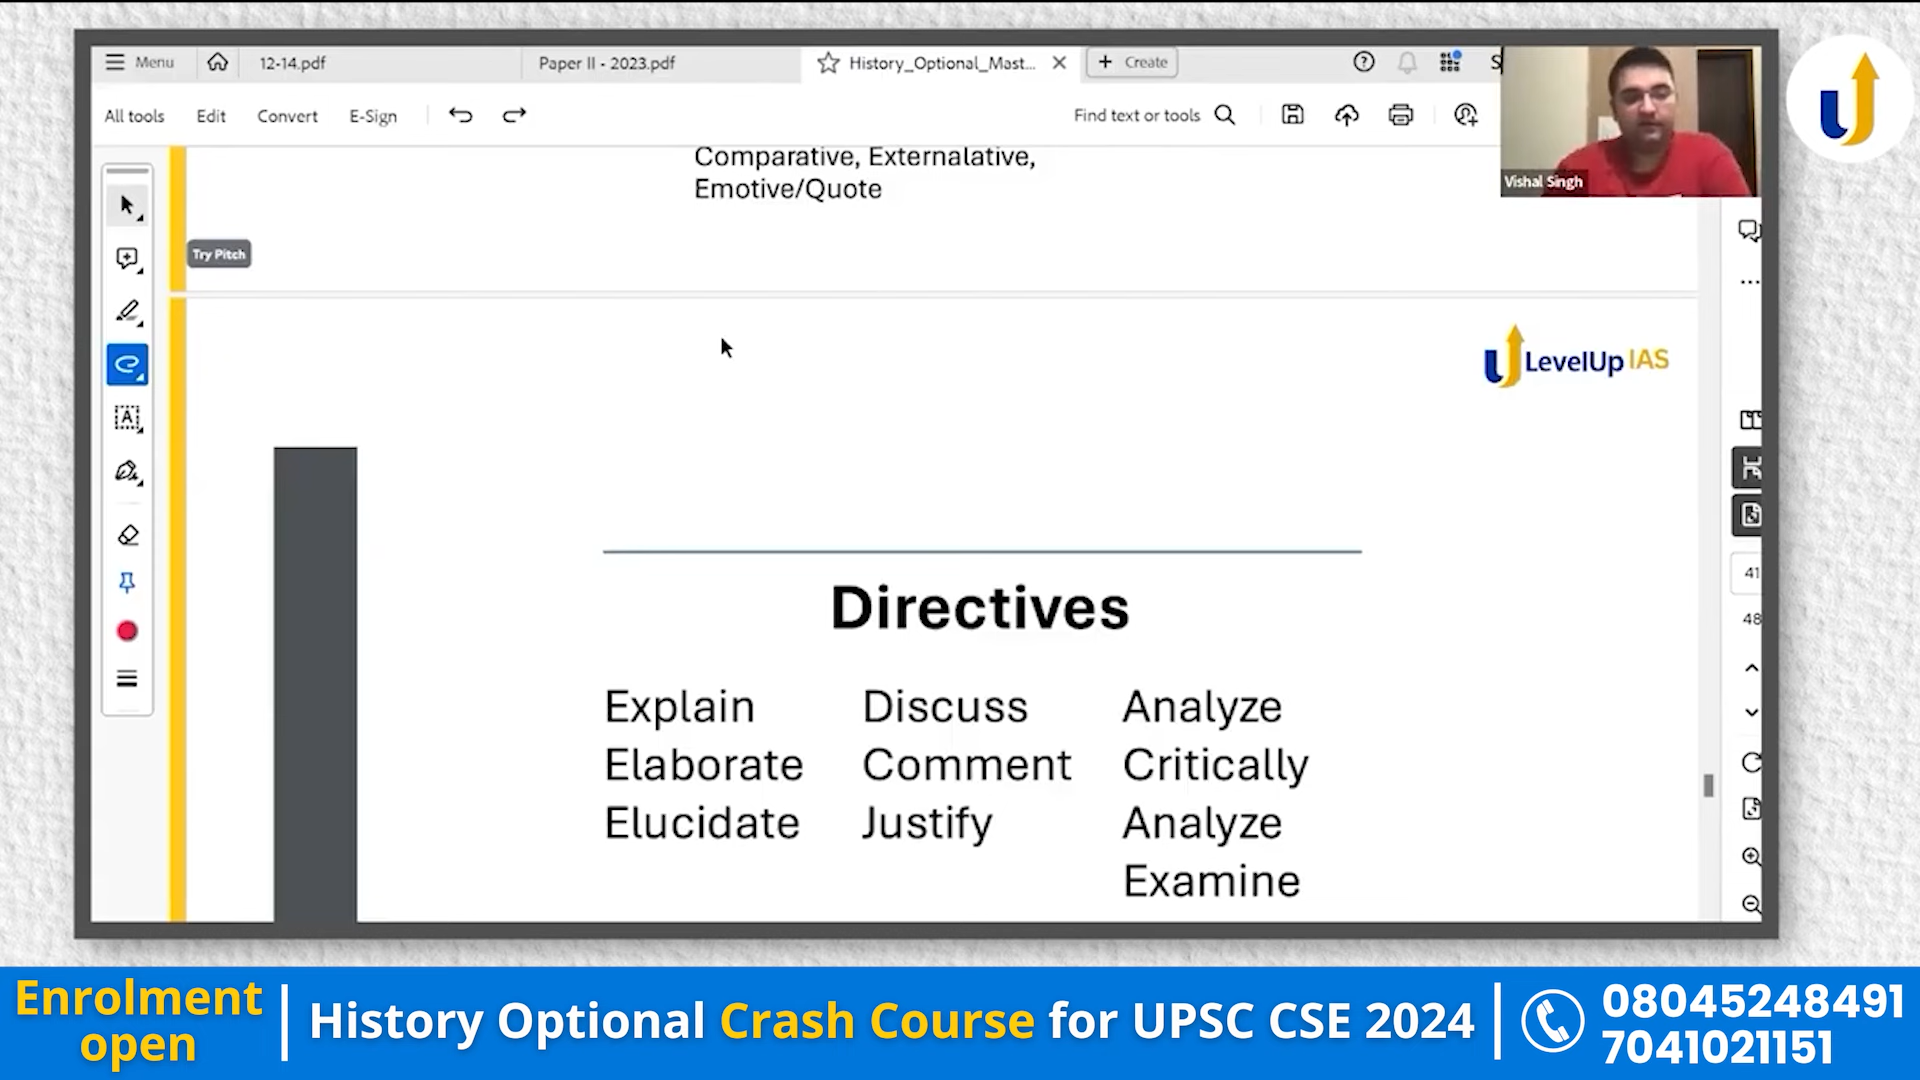 Menu
12-14.pdf
Paper II - 2023.pdf
History_Optional_Mast...
Create
All tools
Edit
Convert
E-Sign
Find text or tools
Vishal Singh
Comparative, Externalative,
Emotive/Quote
Try Pitch
LevelUp IAS
Directives
Explain
Elaborate
Elucidate
Discuss
Comment
Justify
Analyze
Critically
Analyze
Examine
41
48
Enrolment
open
History Optional Crash Course for UPSC CSE 2024
08045248491
7041021151